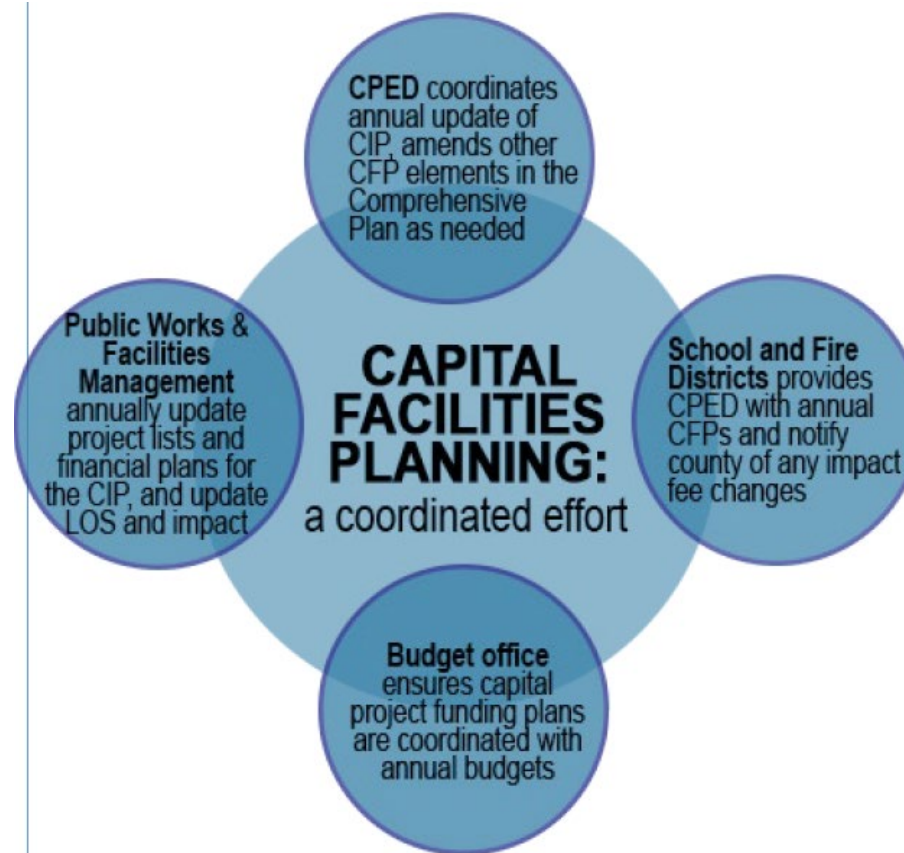 CPED coordinates
annual update of
CIP, amends other
CFP elements in the
Comprehensive
Plan as needed
Public Works &
Facilities
Management
annually update
project lists and
financial plans for
the CIP, and update
LOS and impact
CAPITAL
FACILITIES
PLANNING:
a coordinated effort
School and Fire
Districts provides
CPED with annual
CFPs and notify
county of any impact
fee changes
Budget office
ensures capital
project funding plans
are coordinated with
annual budgets